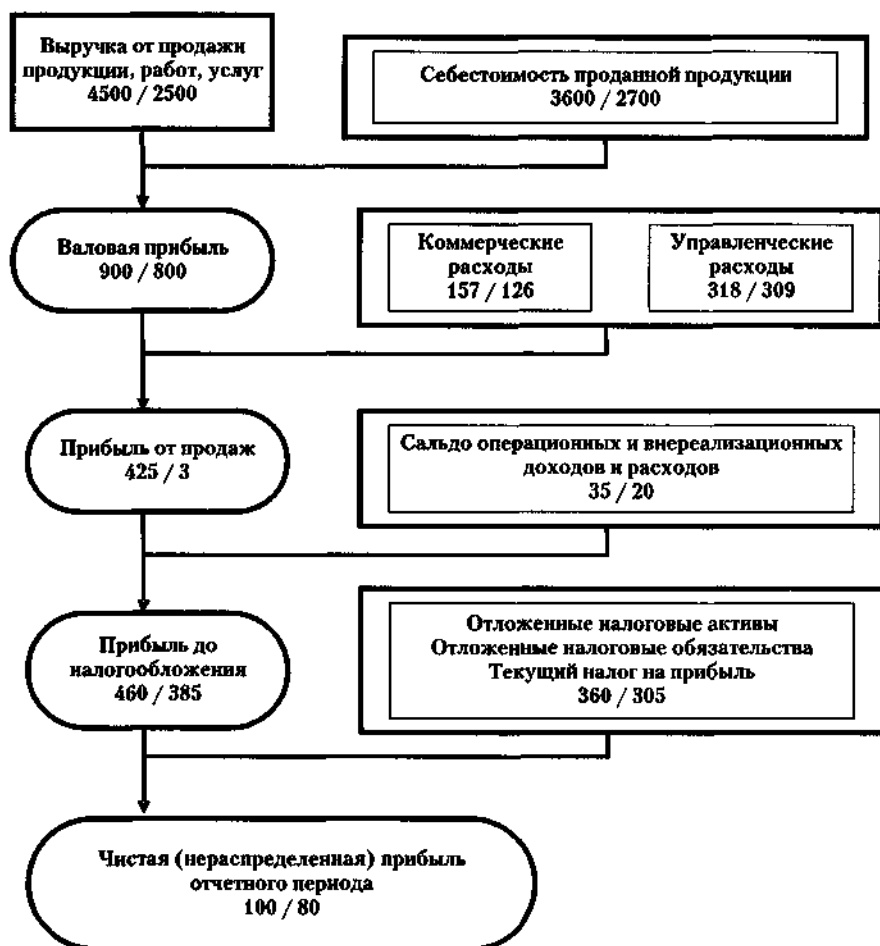 Выручка от продажи
продукции, работ, услуг
4500 / 2500
Себестоимость проданной продукции
3600 / 2700
Валовая прибыль
900 / 800
Коммерческие
расходы
157 / 126
Управленческие
расходы
318 / 309
Прибыль от продаж
425 / 3
Сальдо операционных и внереализационных
доходов и расходов
35 / 20
Прибыль до
налогообложения
460 / 385
Отложенные налоговые активы
Отложенные налоговые обязательства
Текущий налог на прибыль
360 / 305
Чистая (нераспределенная) прибыль
отчетного периода
100 / 80